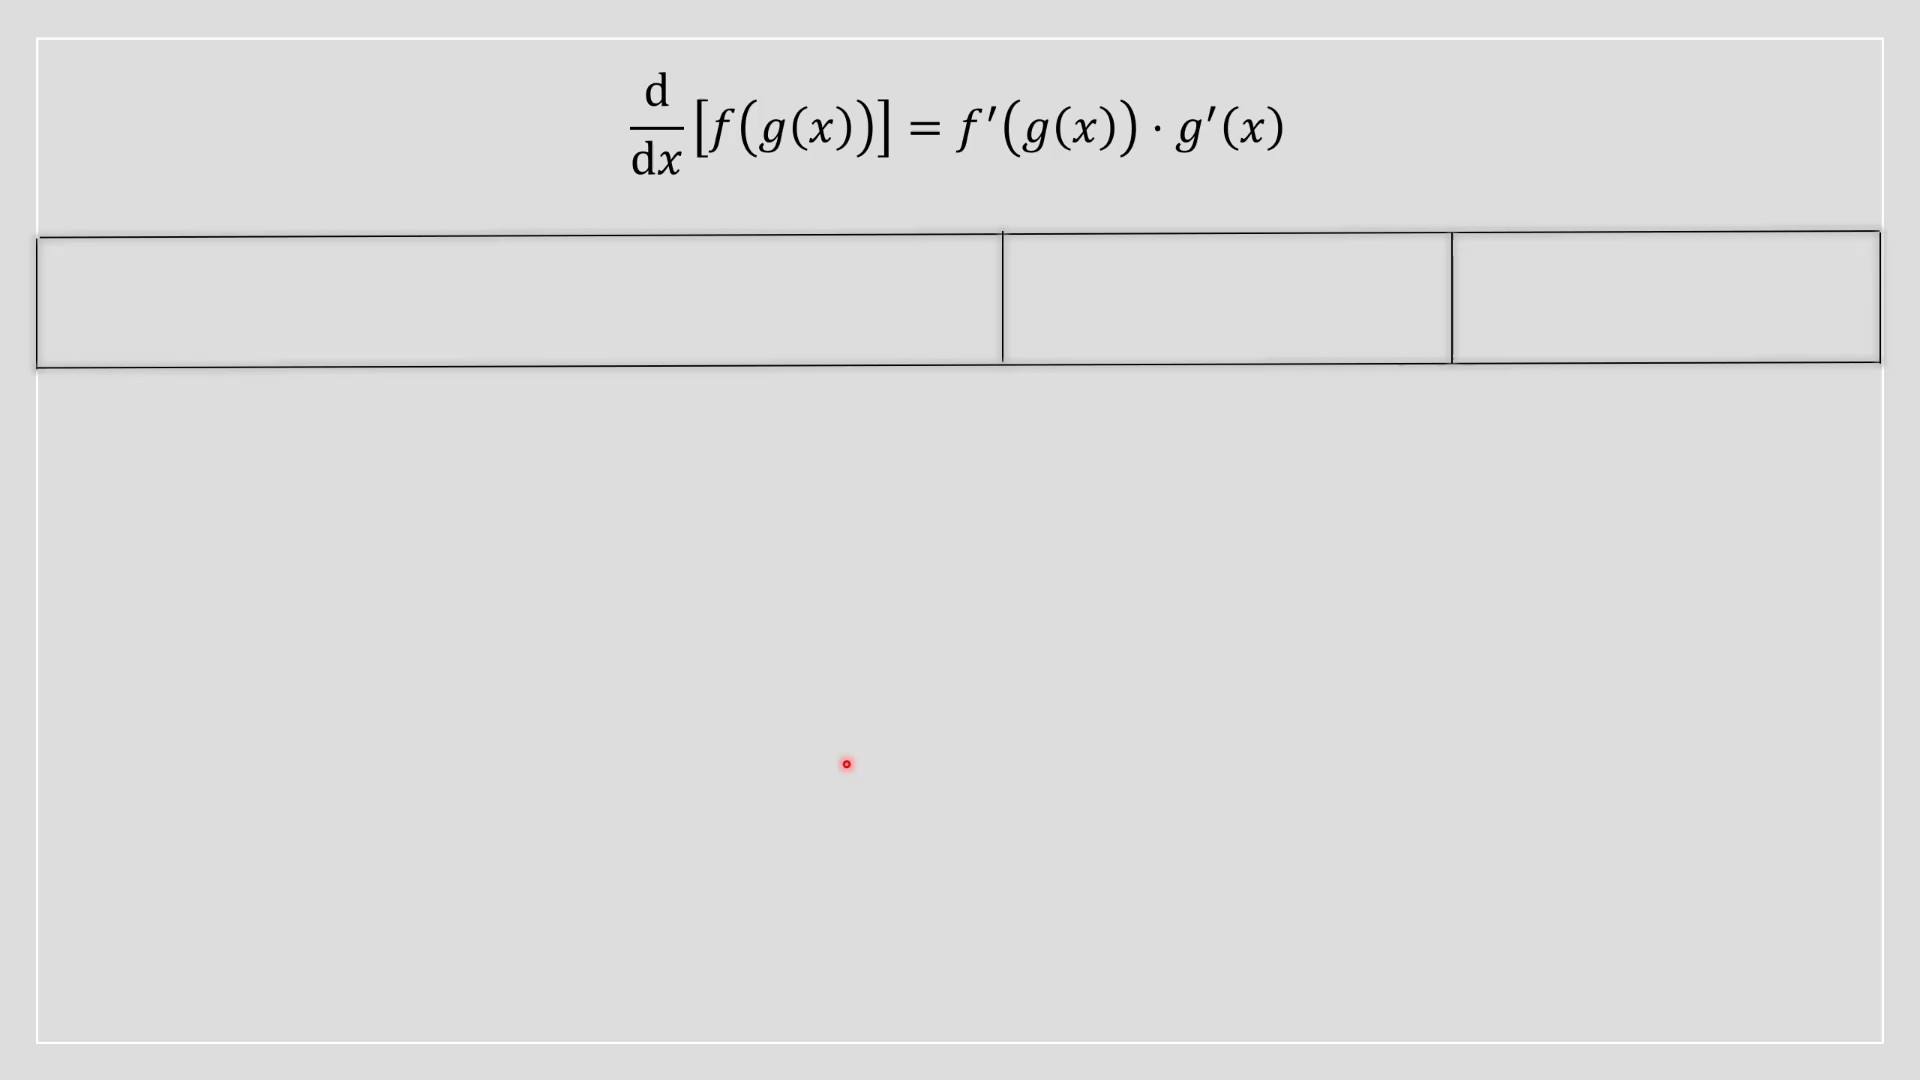 d/dx [f(g(x))] = f′(g(x)) · g′(x)